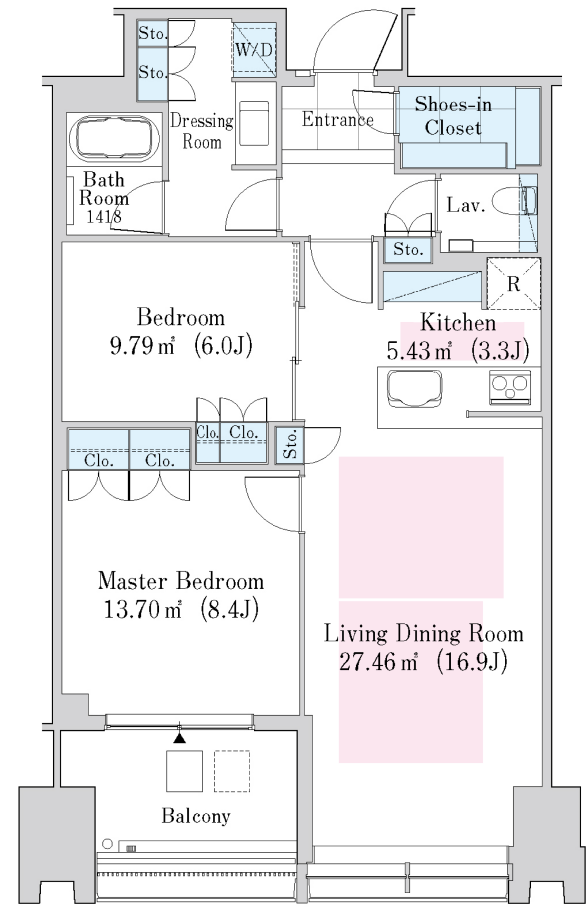 Sto.
Sto.
W/D
Dressing
Room
Entrance
Shoes-in
Closet
Bath
Room
1418
Lav.
Sto.
R
Bedroom
9.79㎡ (6.0J)
Kitchen
5.43㎡ (3.3J)
Clo.
Clo.
Clo.
Clo.
Sto.
Master Bedroom
13.70㎡ (8.4J)
Living Dining Room
27.46㎡ (16.9J)
Balcony